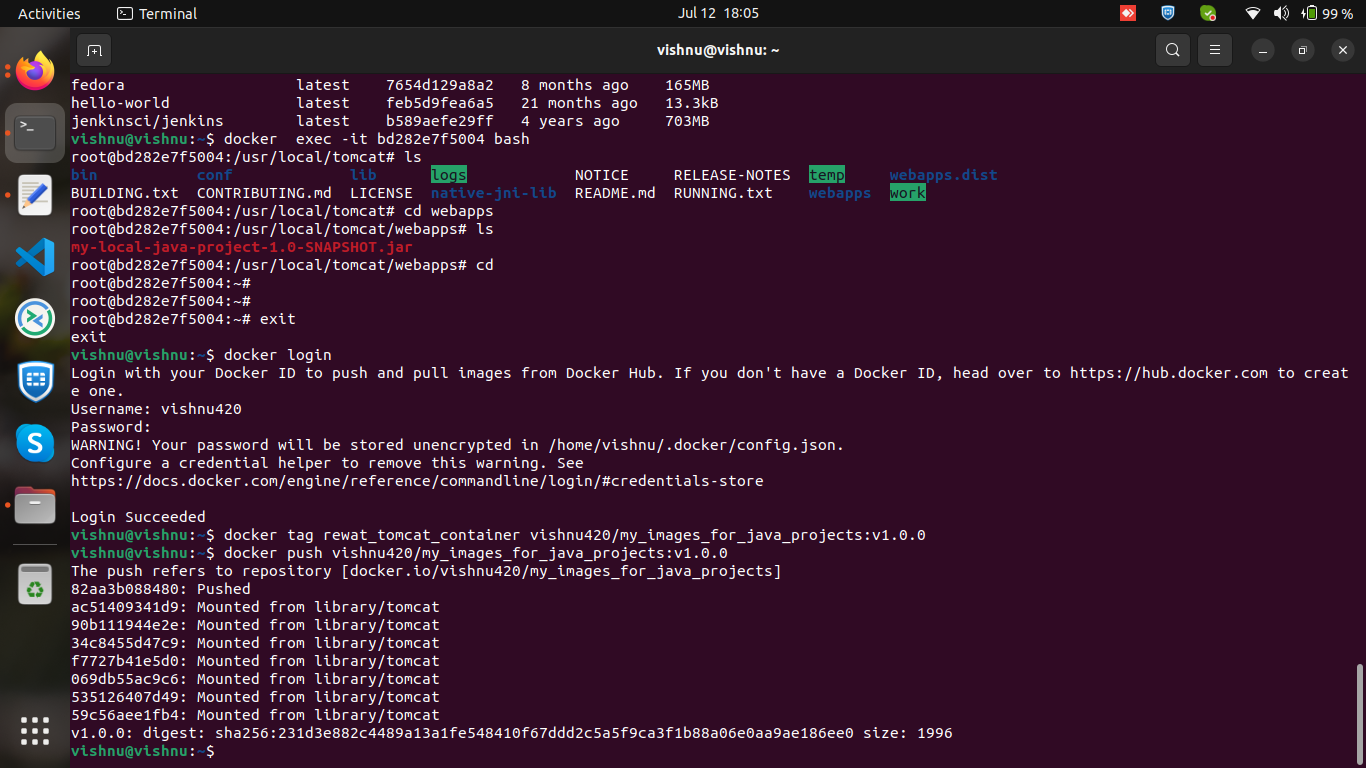 Activities Terminal Jul 12 18:05 99 %
vishnu@vishnu: ~
fedora latest 7654d129a8a2 8 months ago 165MB
hello-world latest feb5d9fea6a5 21 months ago 13.3kB
jenkinsci/jenkins latest b589aefe29ff 4 years ago 703MB
vishnu@vishnu:~$ docker  exec -it bd282e7f5004 bash
root@bd282e7f5004:/usr/local/tomcat# ls
bin conf lib logs NOTICE RELEASE-NOTES temp webapps.dist
BUILDING.txt CONTRIBUTING.md LICENSE native-jni-lib README.md RUNNING.txt webapps work
root@bd282e7f5004:/usr/local/tomcat# cd webapps
root@bd282e7f5004:/usr/local/tomcat/webapps# ls
my-local-java-project-1.0-SNAPSHOT.jar
root@bd282e7f5004:/usr/local/tomcat/webapps# cd
root@bd282e7f5004:~#
root@bd282e7f5004:~#
root@bd282e7f5004:~# exit
exit
vishnu@vishnu:~$ docker login
Login with your Docker ID to push and pull images from Docker Hub. If you don't have a Docker ID, head over to https://hub.docker.com to creat
e one.
Username: vishnu420
Password:
WARNING! Your password will be stored unencrypted in /home/vishnu/.docker/config.json.
Configure a credential helper to remove this warning. See
https://docs.docker.com/engine/reference/commandline/login/#credentials-store
Login Succeeded
vishnu@vishnu:~$ docker tag rewat_tomcat_container vishnu420/my_images_for_java_projects:v1.0.0
vishnu@vishnu:~$ docker push vishnu420/my_images_for_java_projects:v1.0.0
The push refers to repository [docker.io/vishnu420/my_images_for_java_projects]
82aa3b088480: Pushed
ac51409341d9: Mounted from library/tomcat
90b111944e2e: Mounted from library/tomcat
34c8455d47c9: Mounted from library/tomcat
f7727b41e5d0: Mounted from library/tomcat
069db55ac9c6: Mounted from library/tomcat
535126407d49: Mounted from library/tomcat
59c56aee1fb4: Mounted from library/tomcat
v1.0.0: digest: sha256:231d3e882c4489a13a1fe548410f67ddd2c5a5f9ca3f1b88a06e0aa9ae186ee0 size: 1996
vishnu@vishnu:~$